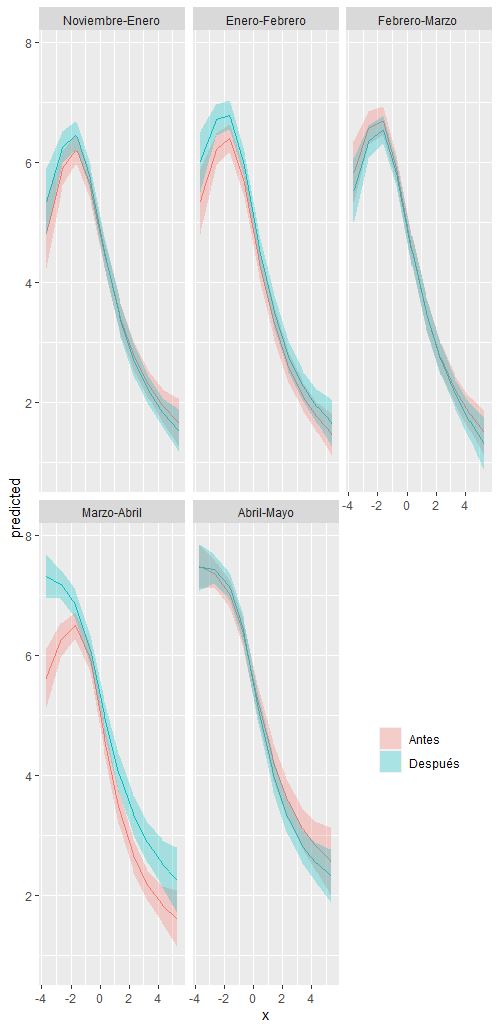 Noviembre-Enero Enero-Febrero Febrero-Marzo
8
6
4
2
-4 -2 0 2 4
predicted
Marzo-Abril Abril-Mayo
8
6
4
2
Antes
Después
-4 -2 0 2 4 -4 -2 0 2 4
x